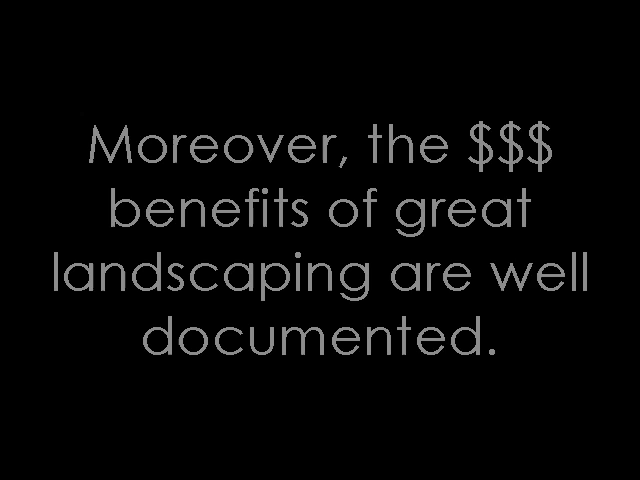 Moreover, the $$$
benefits of great
landscaping are well
documented.